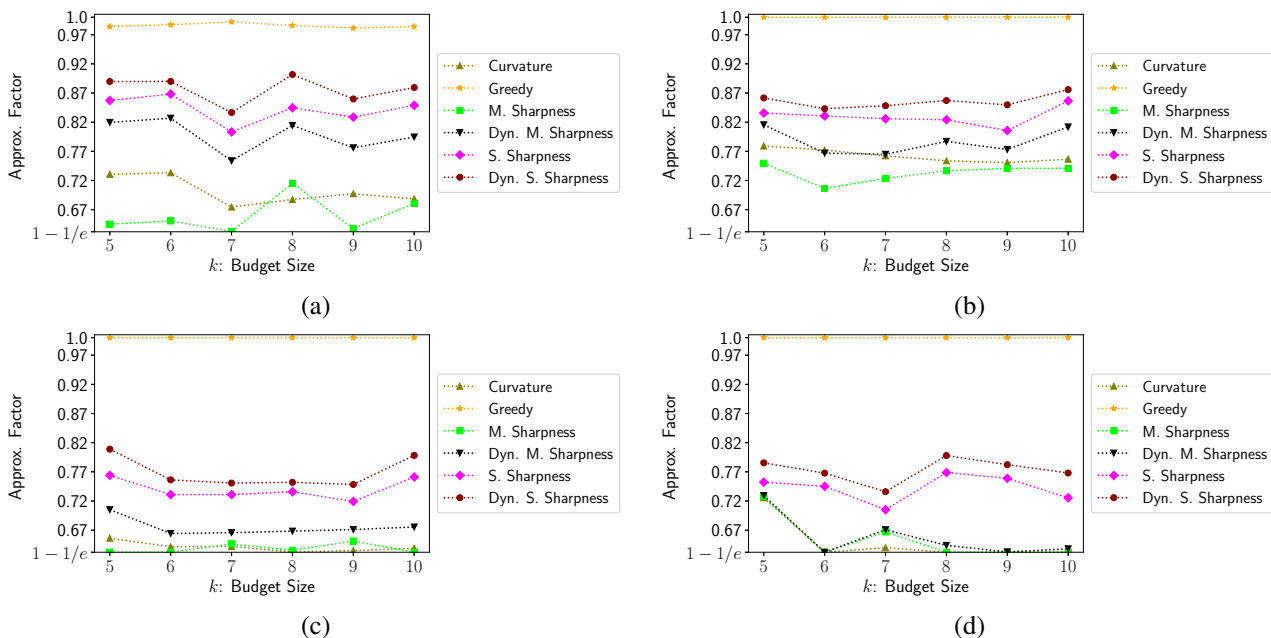 1.0
0.97
0.92
0.87
0.82
0.77
0.72
0.67
1 − 1/e
Approx. Factor
5 6 7 8 9 10
k: Budget Size
Curvature
Greedy
M. Sharpness
Dyn. M. Sharpness
S. Sharpness
Dyn. S. Sharpness
(a)
1.0
0.97
0.92
0.87
0.82
0.77
0.72
0.67
1 − 1/e
Approx. Factor
5 6 7 8 9 10
k: Budget Size
Curvature
Greedy
M. Sharpness
Dyn. M. Sharpness
S. Sharpness
Dyn. S. Sharpness
(b)
1.0
0.97
0.92
0.87
0.82
0.77
0.72
0.67
1 − 1/e
Approx. Factor
5 6 7 8 9 10
k: Budget Size
Curvature
Greedy
M. Sharpness
Dyn. M. Sharpness
S. Sharpness
Dyn. S. Sharpness
(c)
1.0
0.97
0.92
0.87
0.82
0.77
0.72
0.67
1 − 1/e
Approx. Factor
5 6 7 8 9 10
k: Budget Size
Curvature
Greedy
M. Sharpness
Dyn. M. Sharpness
S. Sharpness
Dyn. S. Sharpness
(d)